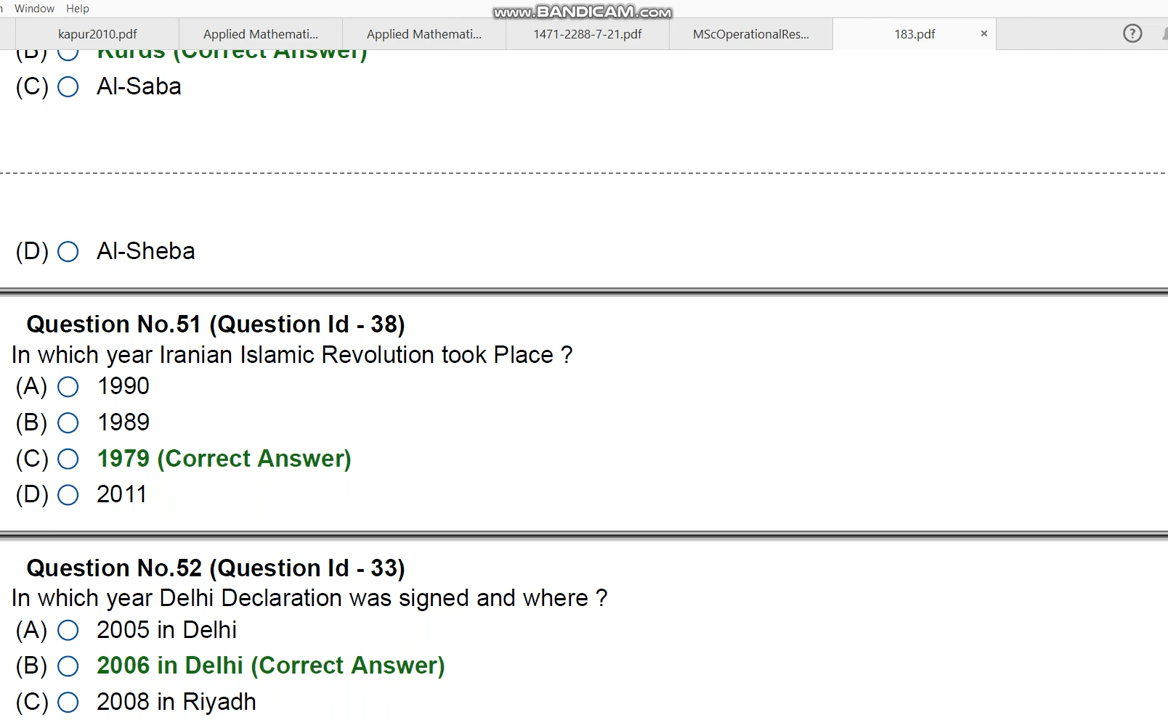 Window Help
www.BANDICAM.com
kapur2010.pdf Applied Mathemati... Applied Mathemati... 1471-2288-7-21.pdf MScOperationalRes... 183.pdf × ?
(B) Kurds (Correct Answer)
(C) Al-Saba
(D) Al-Sheba
Question No.51 (Question Id - 38)
In which year Iranian Islamic Revolution took Place ?
(A) 1990
(B) 1989
(C) 1979 (Correct Answer)
(D) 2011
Question No.52 (Question Id - 33)
In which year Delhi Declaration was signed and where ?
(A) 2005 in Delhi
(B) 2006 in Delhi (Correct Answer)
(C) 2008 in Riyadh